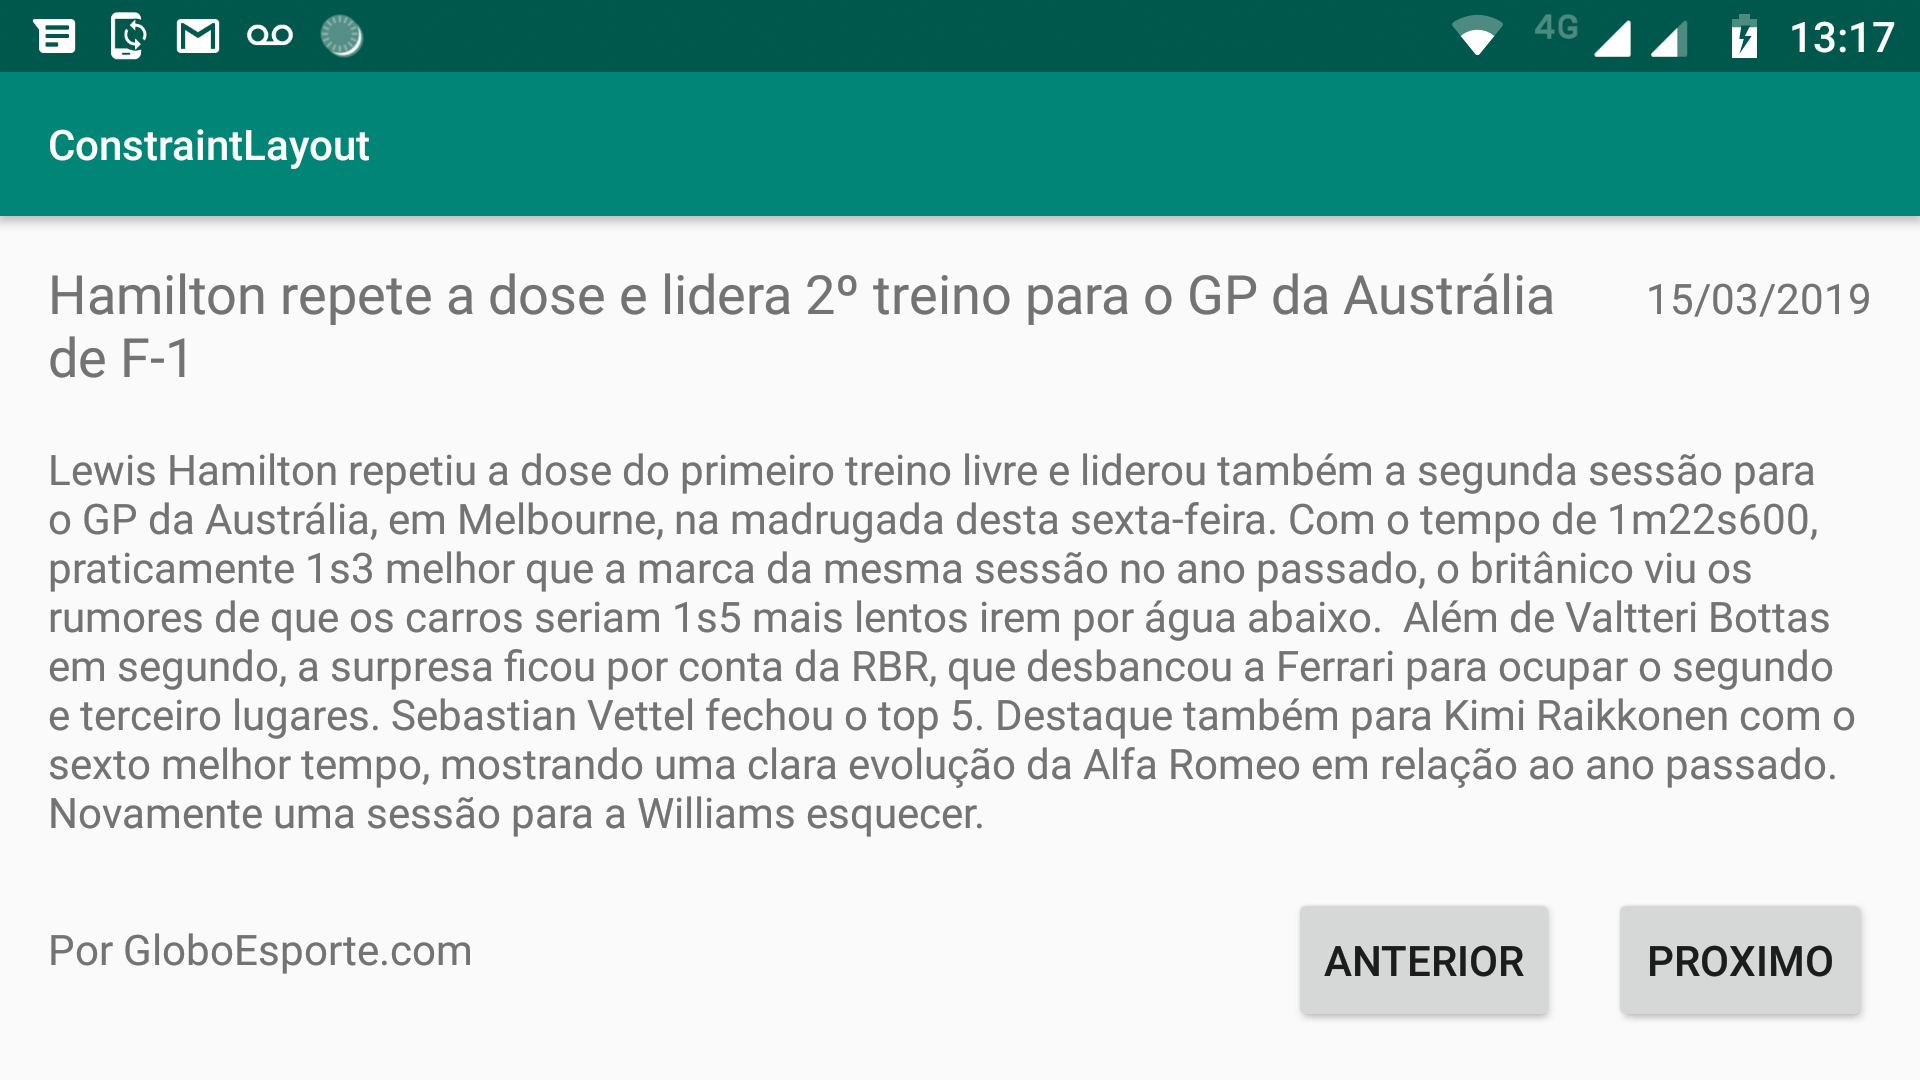 4G 13:17
ConstraintLayout
Hamilton repete a dose e lidera 2º treino para o GP da Austrália
15/03/2019
de F-1
Lewis Hamilton repetiu a dose do primeiro treino livre e liderou também a segunda sessão para
o GP da Austrália, em Melbourne, na madrugada desta sexta-feira. Com o tempo de 1m22s600,
praticamente 1s3 melhor que a marca da mesma sessão no ano passado, o britânico viu os
rumores de que os carros seriam 1s5 mais lentos irem por água abaixo.  Além de Valtteri Bottas
em segundo, a surpresa ficou por conta da RBR, que desbancou a Ferrari para ocupar o segundo
e terceiro lugares. Sebastian Vettel fechou o top 5. Destaque também para Kimi Raikkonen com o
sexto melhor tempo, mostrando uma clara evolução da Alfa Romeo em relação ao ano passado.
Novamente uma sessão para a Williams esquecer.
Por GloboEsporte.com
ANTERIOR
PROXIMO